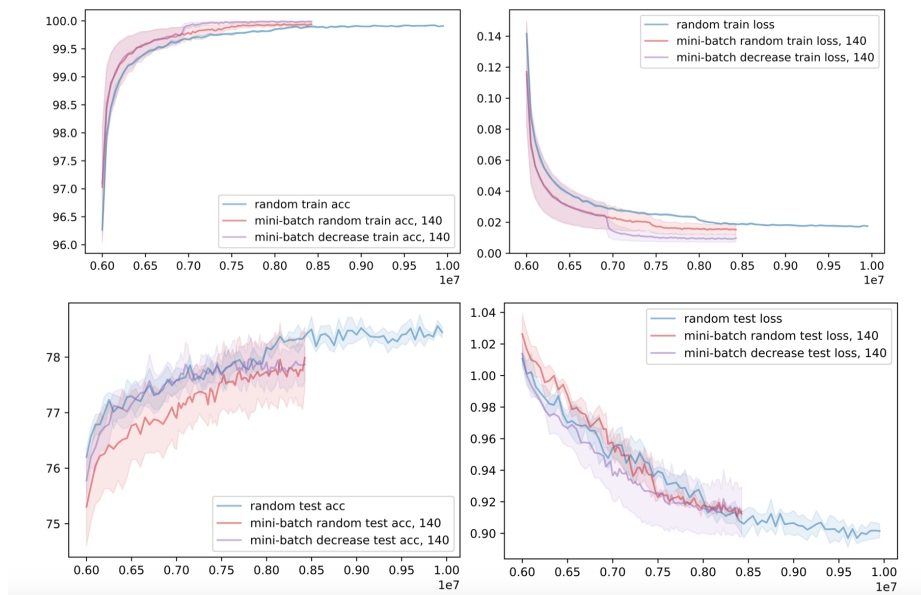 100.0
99.5
99.0
98.5
98.0
97.5
97.0
96.5
96.0
random train acc
mini-batch random train acc, 140
mini-batch decrease train acc, 140
0.60 0.65 0.70 0.75 0.80 0.85 0.90 0.95 1.00
1e7
0.14
0.12
0.10
0.08
0.06
0.04
0.02
0.00
random train loss
mini-batch random train loss, 140
mini-batch decrease train loss, 140
0.60 0.65 0.70 0.75 0.80 0.85 0.90 0.95 1.00
1e7
78
77
76
75
random test acc
mini-batch random test acc, 140
mini-batch decrease test acc, 140
0.60 0.65 0.70 0.75 0.80 0.85 0.90 0.95 1.00
1e7
1.04
1.02
1.00
0.98
0.96
0.94
0.92
0.90
random test loss
mini-batch random test loss, 140
mini-batch decrease test loss, 140
0.60 0.65 0.70 0.75 0.80 0.85 0.90 0.95 1.00
1e7